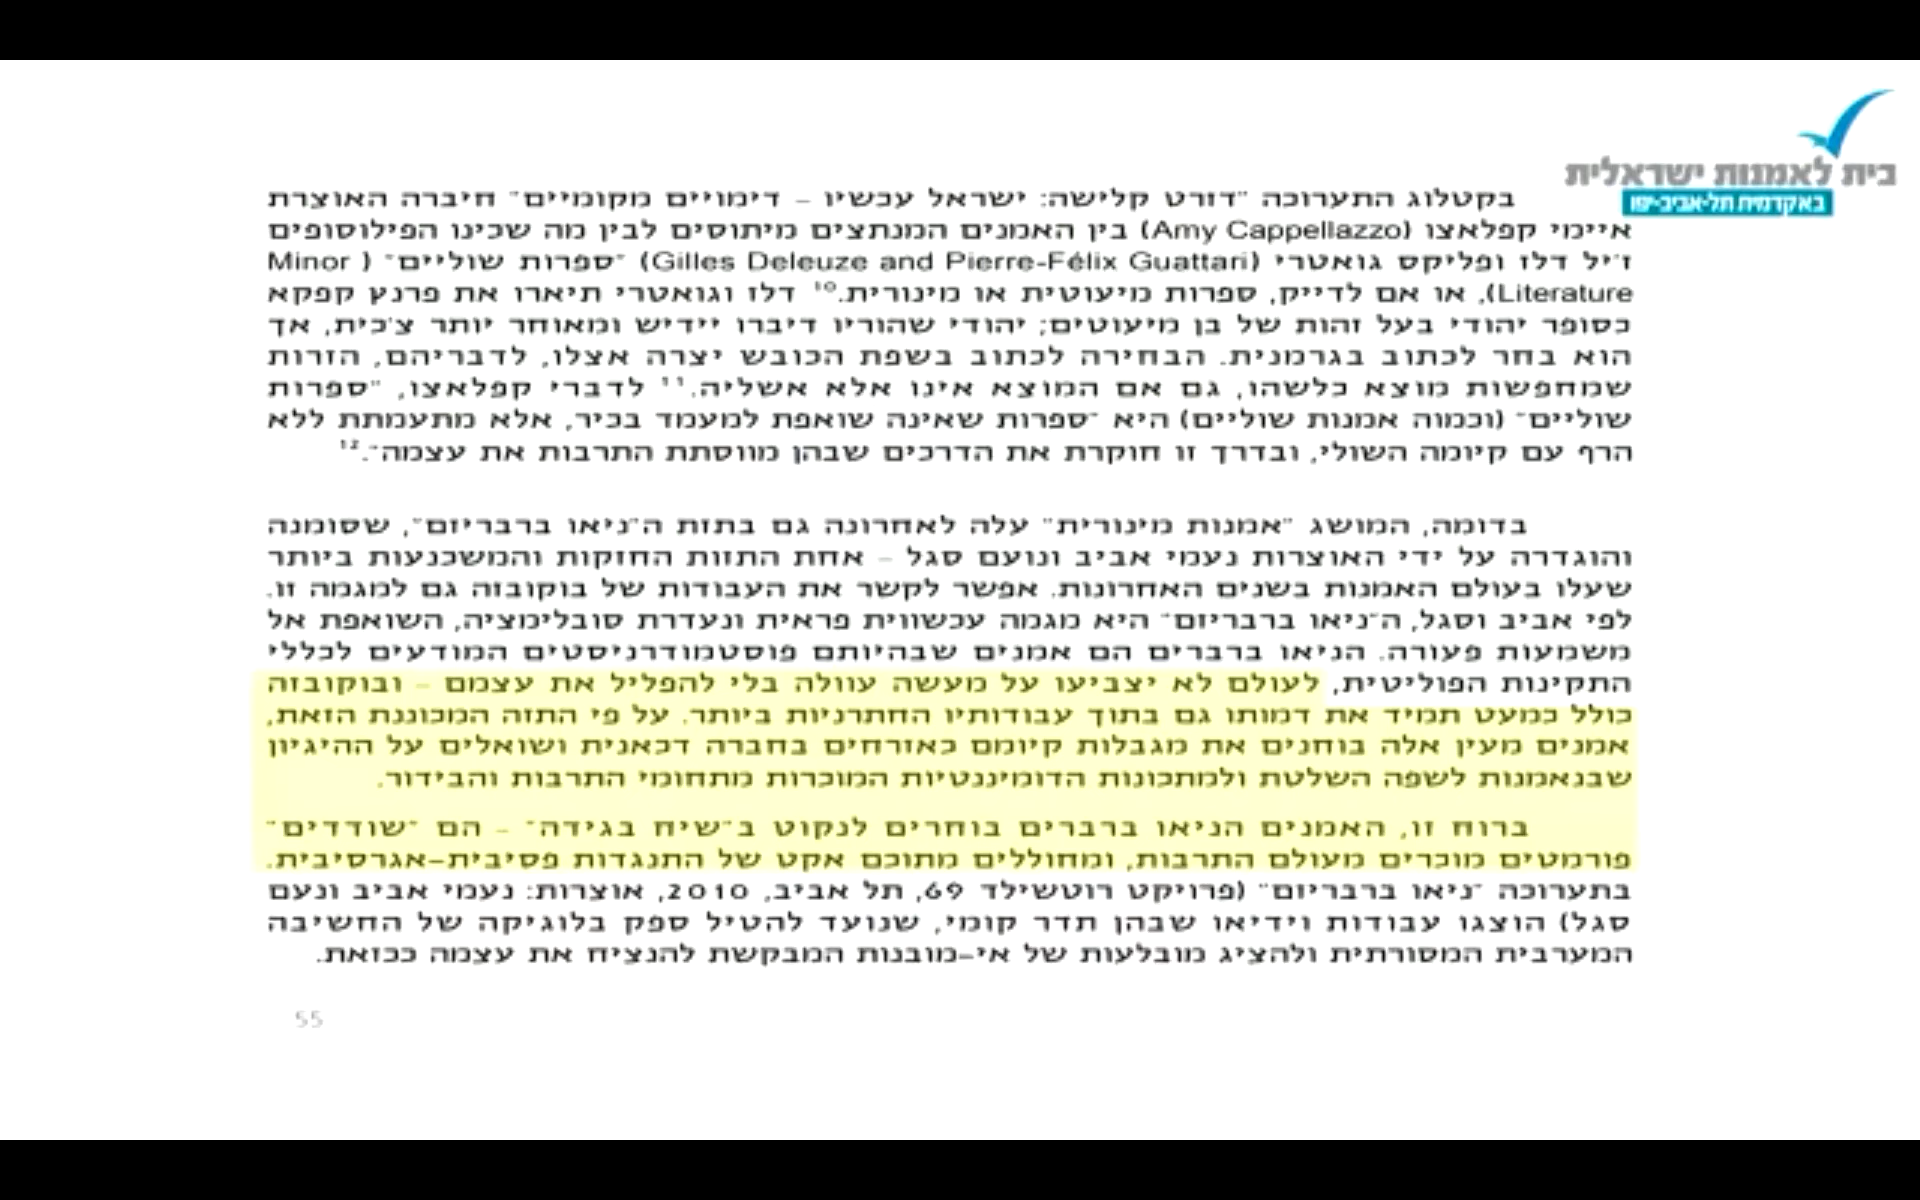 בית לאמנות ישראלית
באקדמית תל-אביב-יפו
בקטלוג התערוכה "דזרט קלישה: ישראל עכשיו – דימויים מקומיים" חיברה האוצרת
איימי קפלאצו (Amy Cappellazzo) בין האמנים המנתצים מיתוסים לבין מה שכינו הפילוסופים
ז'יל דלז ופליקס גואטרי (Gilles Deleuze and Pierre-Félix Guattari) "ספרות שוליים" ( Minor
Literature), או אם לדייק, ספרות מיעוטית או מינורית.10 דלז וגואטרי תיארו את פרנץ קפקא
כסופר יהודי בעל זהות של בן מיעוטים; יהודי שהוריו דיברו יידיש ומאוחר יותר צ'כית, אך
הוא בחר לכתוב בגרמנית. הבחירה לכתוב בשפת הכובש יצרה אצלו, לדבריהם, הזרות
שמחפשות מוצא כלשהו, גם אם המוצא אינו אלא אשליה.11 לדברי קפלאצו, "ספרות
שוליים" (וכמוה אמנות שוליים) היא "ספרות שאינה שואפת למעמד בכיר, אלא מתעמתת ללא
הרף עם קיומה השולי, ובדרך זו חוקרת את הדרכים שבהן מווסתת התרבות את עצמה".12
בדומה, המושג "אמנות מינורית" עלה לאחרונה גם בתזת ה"ניאו ברבריזם", שסומנה
והוגדרה על ידי האוצרות נעמי אביב ונועם סגל – אחת התזות החזקות והמשכנעות ביותר
שעלו בעולם האמנות בשנים האחרונות. אפשר לקשר את העבודות של בוקובזה גם למגמה זו.
לפי אביב וסגל, ה"ניאו ברבריזם" היא מגמה עכשווית פראית ונעדרת סובלימציה, השואפת אל
משמעות פעורה. הניאו ברברים הם אמנים שבהיותם פוסטמודרניסטים המודעים לכללי
התקינות הפוליטית, לעולם לא יצביעו על מעשה עוולה בלי להפליל את עצמם – ובוקובזה
כולל כמעט תמיד את דמותו גם בתוך עבודותיו החתרניות ביותר. על פי התזה המכוננת הזאת,
אמנים מעין אלה בוחנים את מגבלות קיומם כאזרחים בחברה דכאנית ושואלים על ההיגיון
שבנאמנות לשפה השלטת ולמתכונות הדומיננטיות המוכרות מתחומי התרבות והבידור.
ברוח זו, האמנים הניאו ברברים בוחרים לנקוט ב"שיח בגידה" – הם "שודדים"
פורמטים מוכרים מעולם התרבות, ומחוללים מתוכם אקט של התנגדות פסיבית-אגרסיבית.
בתערוכה "ניאו ברבריזם" (פרויקט רוטשילד 69, תל אביב, 2010, אוצרות: נעמי אביב ונעם
סגל) הוצגו עבודות וידיאו שבהן תדר קומי, שנועד להטיל ספק בלוגיקה של החשיבה
המערבית המסורתית ולהציג מובלעות של אי-מובנות המבקשת להנציח את עצמה ככזאת.
55